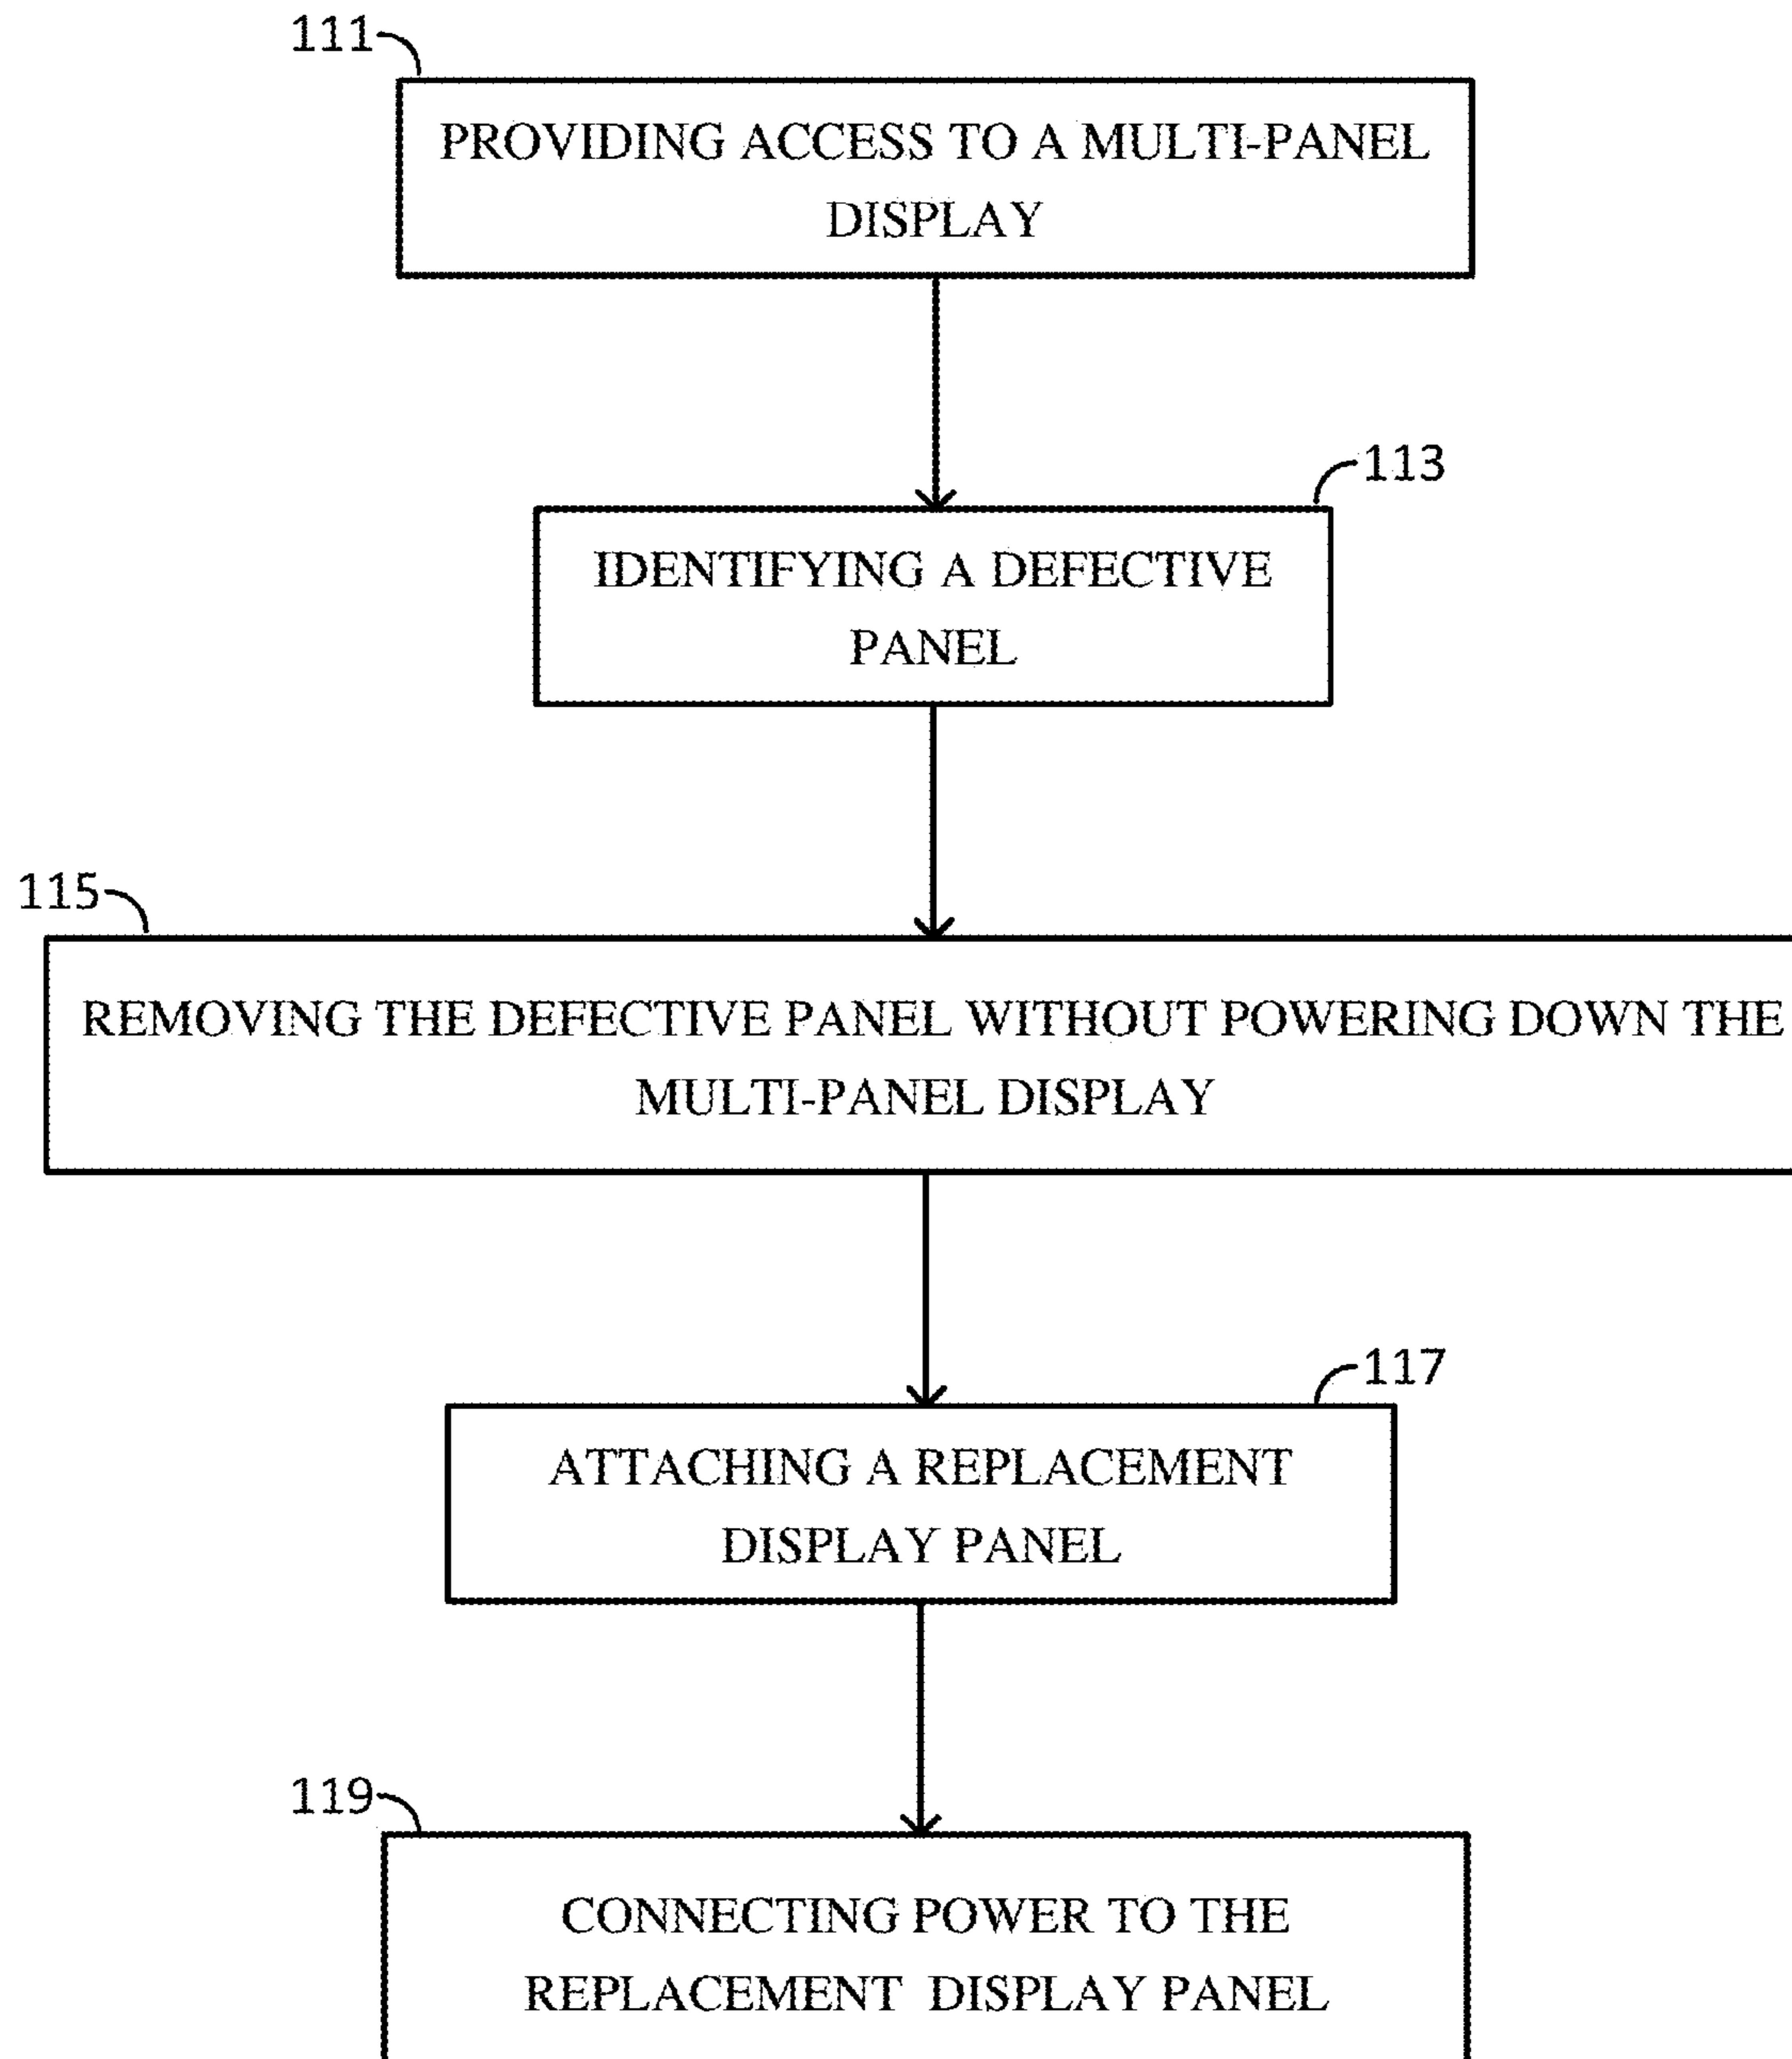 111
PROVIDING ACCESS TO A MULTI-PANEL
DISPLAY
113
IDENTIFYING A DEFECTIVE
PANEL
115
REMOVING THE DEFECTIVE PANEL WITHOUT POWERING DOWN THE
MULTI-PANEL DISPLAY
117
ATTACHING A REPLACEMENT
DISPLAY PANEL
119
CONNECTING POWER TO THE
REPLACEMENT DISPLAY PANEL